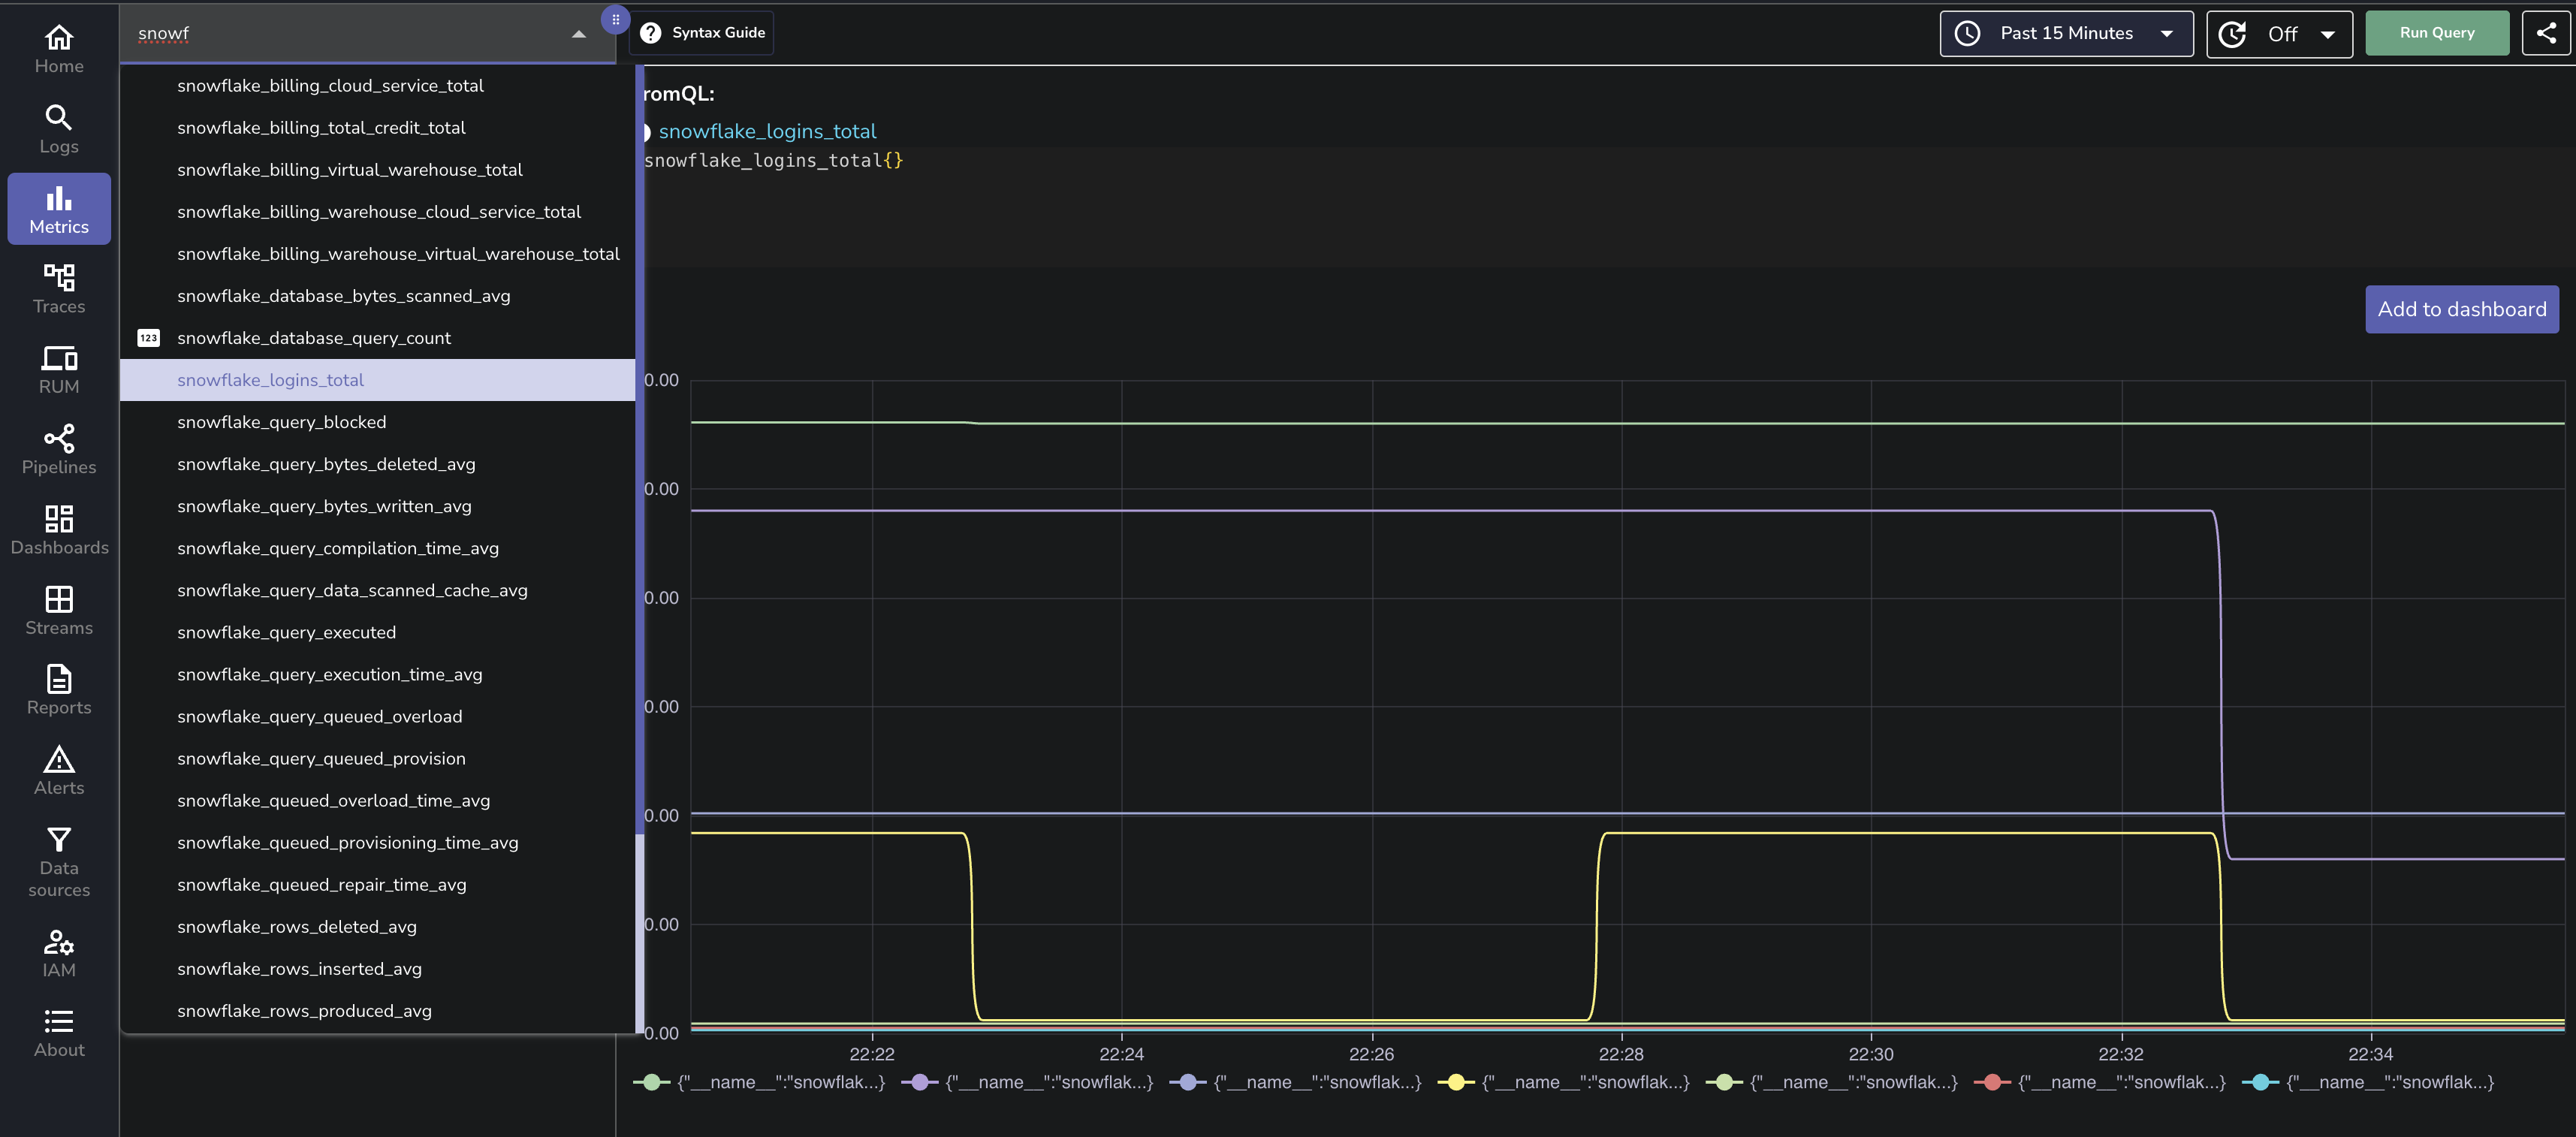 Home
Logs
Metrics
Traces
RUM
Pipelines
Dashboards
Streams
Reports
Alerts
Data
sources
IAM
About
snowf
snowflake_billing_cloud_service_total
snowflake_billing_total_credit_total
snowflake_billing_virtual_warehouse_total
snowflake_billing_warehouse_cloud_service_total
snowflake_billing_warehouse_virtual_warehouse_total
snowflake_database_bytes_scanned_avg
123 snowflake_database_query_count
snowflake_logins_total
snowflake_query_blocked
snowflake_query_bytes_deleted_avg
snowflake_query_bytes_written_avg
snowflake_query_compilation_time_avg
snowflake_query_data_scanned_cache_avg
snowflake_query_executed
snowflake_query_execution_time_avg
snowflake_query_queued_overload
snowflake_query_queued_provision
snowflake_queued_overload_time_avg
snowflake_queued_provisioning_time_avg
snowflake_queued_repair_time_avg
snowflake_rows_deleted_avg
snowflake_rows_inserted_avg
snowflake_rows_produced_avg
? Syntax Guide
Past 15 Minutes
Off
Run Query
romQL:
snowflake_logins_total
snowflake_logins_total{}
Add to dashboard
0.00
0.00
0.00
0.00
0.00
0.00
0.00
22:22 22:24 22:26 22:28 22:30 22:32 22:34
{"__name__":"snowflak...} {"__name__":"snowflak...} {"__name__":"snowflak...} {"__name__":"snowflak...} {"__name__":"snowflak...} {"__name__":"snowflak...} {"__name__":"snowflak...}